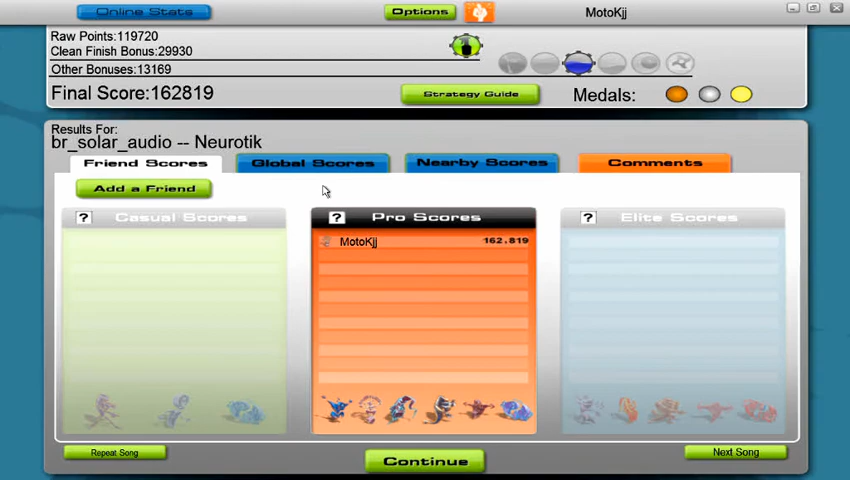 Online Stats
Options
MotoKjj
Raw Points:119720
Clean Finish Bonus:29930
Other Bonuses:13169
Final Score:162819
Strategy Guide
Medals:
Results For:
br_solar_audio -- Neurotik
Friend Scores
Global Scores
Nearby Scores
Comments
Add a Friend
? Casual Scores
? Pro Scores
? Elite Scores
MotoKjj 162.819
Repeat Song
Continue
Next Song